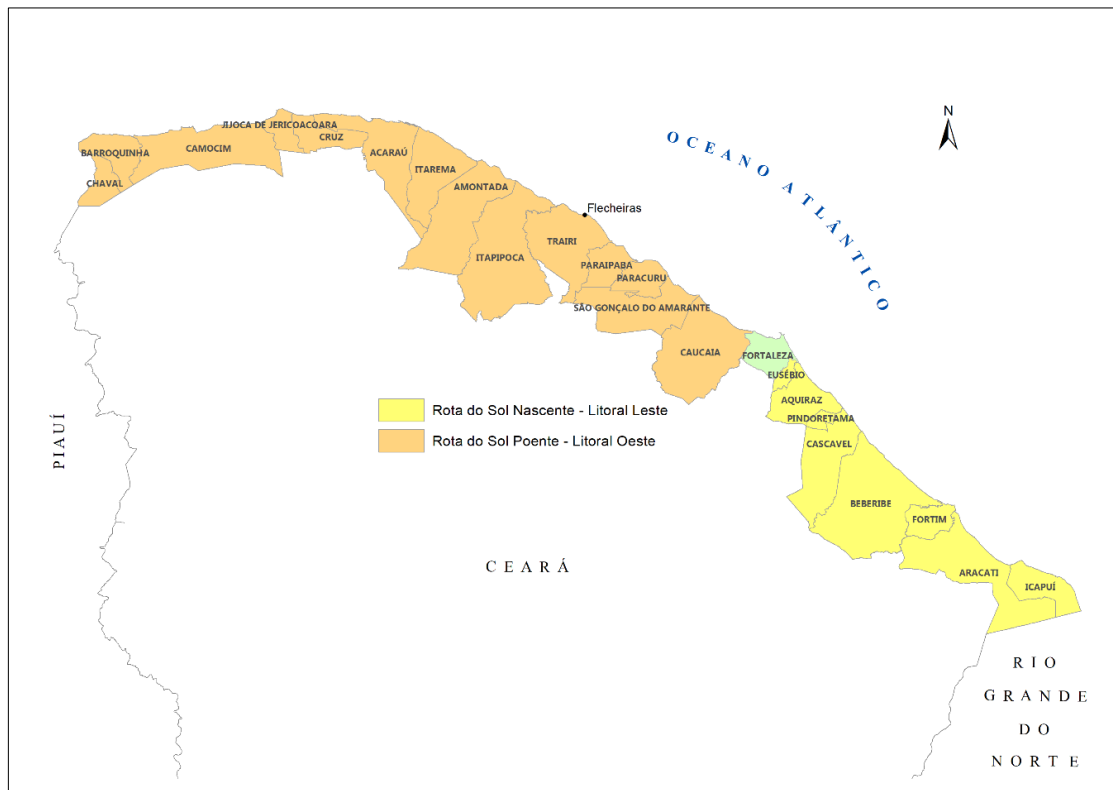 N
OCEANO ATLÂNTICO
JIJOCA DE JERICOACOARA
CRUZ
BARROQUINHA
CAMOCIM
ACARAÚ
CHAVAL
ITAREMA
AMONTADA
Flecheiras
TRAIRI
ITAPIPOCA
PARAIPABA
PARACURU
SÃO GONÇALO DO AMARANTE
CAUCAIA
FORTALEZA
EUSÉBIO
AQUIRAZ
PINDORETAMA
CASCAVEL
BEBERIBE
FORTIM
ARACATI
ICAPUÍ
Rota do Sol Nascente - Litoral Leste
Rota do Sol Poente - Litoral Oeste
PIAUÍ
CEARÁ
RIO
GRANDE
DO
NORTE